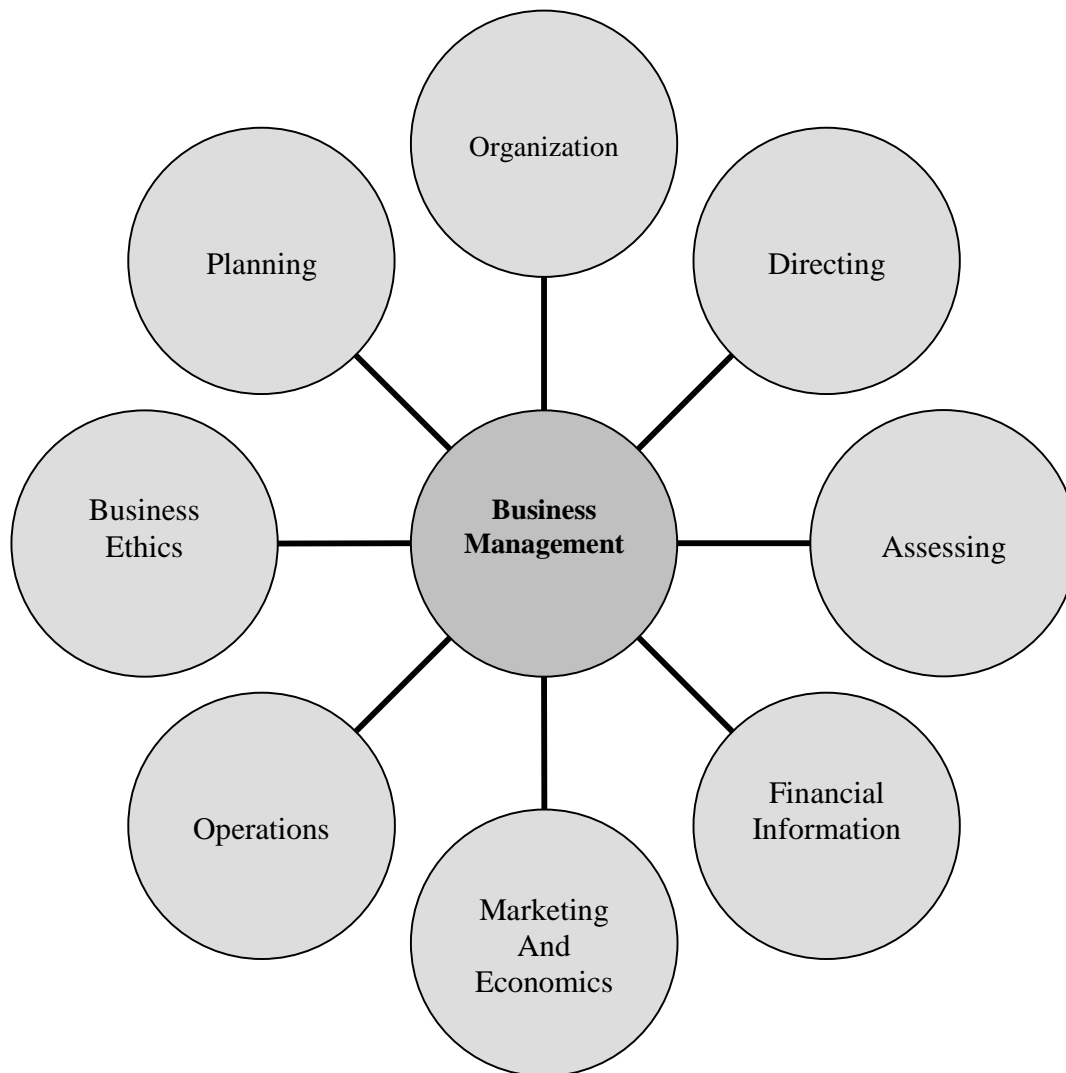 Organization
Planning
Directing
Business
Ethics
Business
Management
Assessing
Operations
Financial
Information
Marketing
And
Economics